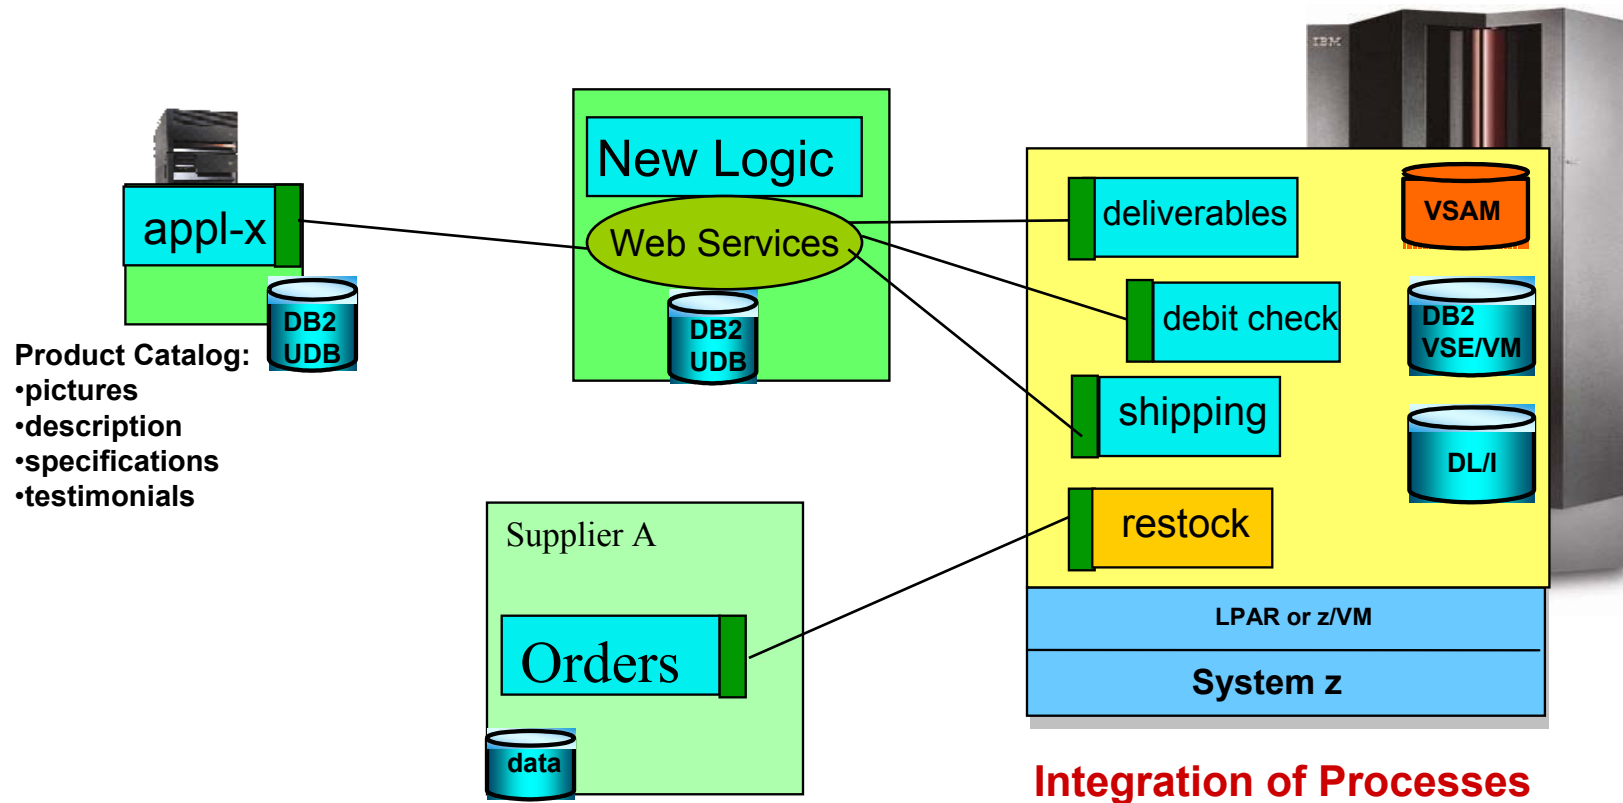 IBM
New Logic
Web Services
DB2
UDB
appl-x
DB2
UDB
Product Catalog:
•pictures
•description
•specifications
•testimonials
Supplier A
Orders
data
deliverables
debit check
shipping
restock
VSAM
DB2
VSE/VM
DL/I
LPAR or z/VM
System z
Integration of Processes